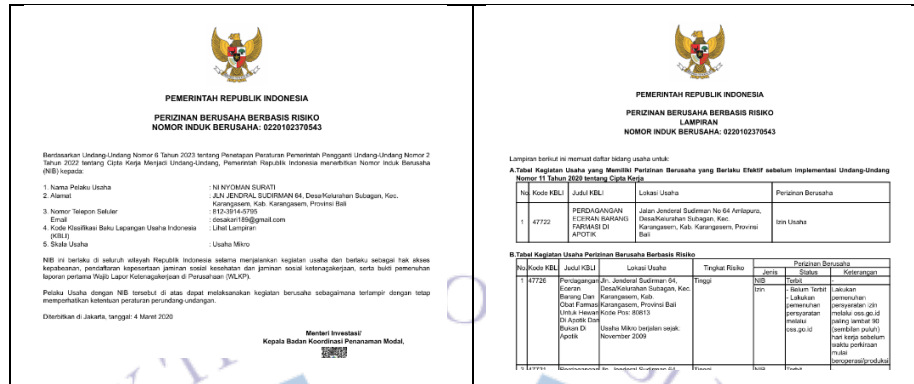 PEMERINTAH REPUBLIK INDONESIA
PERIZINAN BERUSAHA BERBASIS RISIKO
NOMOR INDUK BERUSAHA: 0220102370543
Berdasarkan Undang-Undang Nomor 6 Tahun 2023 tentang Penetapan Peraturan Pemerintah Pengganti Undang-Undang Nomor 2
Tahun 2022 tentang Cipta Kerja Menjadi Undang-Undang, Pemerintah Republik Indonesia menerbitkan Nomor Induk Berusaha
(NIB) kepada:
1. Nama Pelaku Usaha : NI NYOMAN SURATI
2. Alamat : JLN JENDRAL SUDIRMAN 64, Desa/Kelurahan Subagan, Kec.
Karangasem, Kab. Karangasem, Provinsi Bali
3. Nomor Telepon Seluler : 812-3914-5795
Email : desakari189@gmail.com
4. Kode Klasifikasi Baku Lapangan Usaha Indonesia : Lihat Lampiran
(KBLI)
5. Skala Usaha : Usaha Mikro
NIB ini berlaku di seluruh wilayah Republik Indonesia selama menjalankan kegiatan usaha dan berlaku sebagai hak akses
kepabeanan, pendaftaran kepesertaan jaminan sosial kesehatan dan jaminan sosial ketenagakerjaan, serta bukti pemenuhan
laporan pertama Wajib Lapor Ketenagakerjaan di Perusahaan (WLKP).
Pelaku Usaha dengan NIB tersebut di atas dapat melaksanakan kegiatan berusaha sebagaimana terlampir dengan tetap
memperhatikan ketentuan peraturan perundang-undangan.
Diterbitkan di Jakarta, tanggal: 4 Maret 2020
Menteri Investasi/
Kepala Badan Koordinasi Penanaman Modal,
PEMERINTAH REPUBLIK INDONESIA
PERIZINAN BERUSAHA BERBASIS RISIKO
LAMPIRAN
NOMOR INDUK BERUSAHA: 0220102370543
Lampiran berikut ini memuat daftar bidang usaha untuk:
A.Tabel Kegiatan Usaha yang Memiliki Perizinan Berusaha yang Berlaku Efektif sebelum implementasi Undang-Undang
Nomor 11 Tahun 2020 tentang Cipta Kerja
No. Kode KBLI Judul KBLI Lokasi Usaha Perizinan Berusaha
1 47722 PERDAGANGAN ECERAN BARANG FARMASI DI APOTIK Jalan Jenderal Sudirman No 64 Amlapura, Desa/Kelurahan Subagan, Kec. Karangasem, Kab. Karangasem, Provinsi Bali Izin Usaha
B.Tabel Kegiatan Usaha Perizinan Berusaha Berbasis Risiko
No. Kode KBLI Judul KBLI Lokasi Usaha Tingkat Risiko Perizinan Berusaha
Jenis Status Keterangan
1 47726 Perdagangan Eceran Barang Dan Obat Farmasi Untuk Hewan Di Apotik Dan Bukan Di Apotik Jln. Jenderal Sudirman 64, Desa/Kelurahan Subagan, Kec. Karangasem, Kab. Karangasem, Provinsi Bali Kode Pos: 80813 Tinggi NIB Terbit -
Usaha Mikro berjalan sejak: November 2009
Izin - Belum Terbit - Lakukan pemenuhan persyaratan melalui oss.go.id Lakukan pemenuhan persyaratan izin melalui oss.go.id paling lambat 90 (sembilan puluh) hari kerja sebelum waktu perkiraan mulai beroperasi/produksi